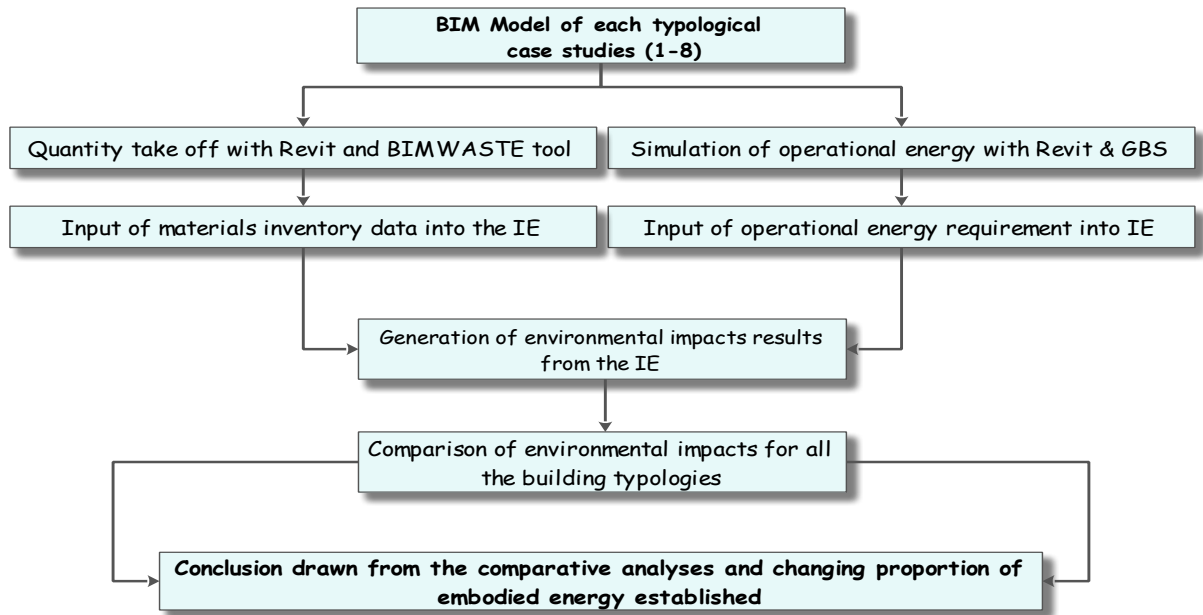 BIM Model of each typological
case studies (1-8)
Quantity take off with Revit and BIMWASTE tool
Simulation of operational energy with Revit & GBS
Input of materials inventory data into the IE
Input of operational energy requirement into IE
Generation of environmental impacts results
from the IE
Comparison of environmental impacts for all
the building typologies
Conclusion drawn from the comparative analyses and changing proportion of
embodied energy established